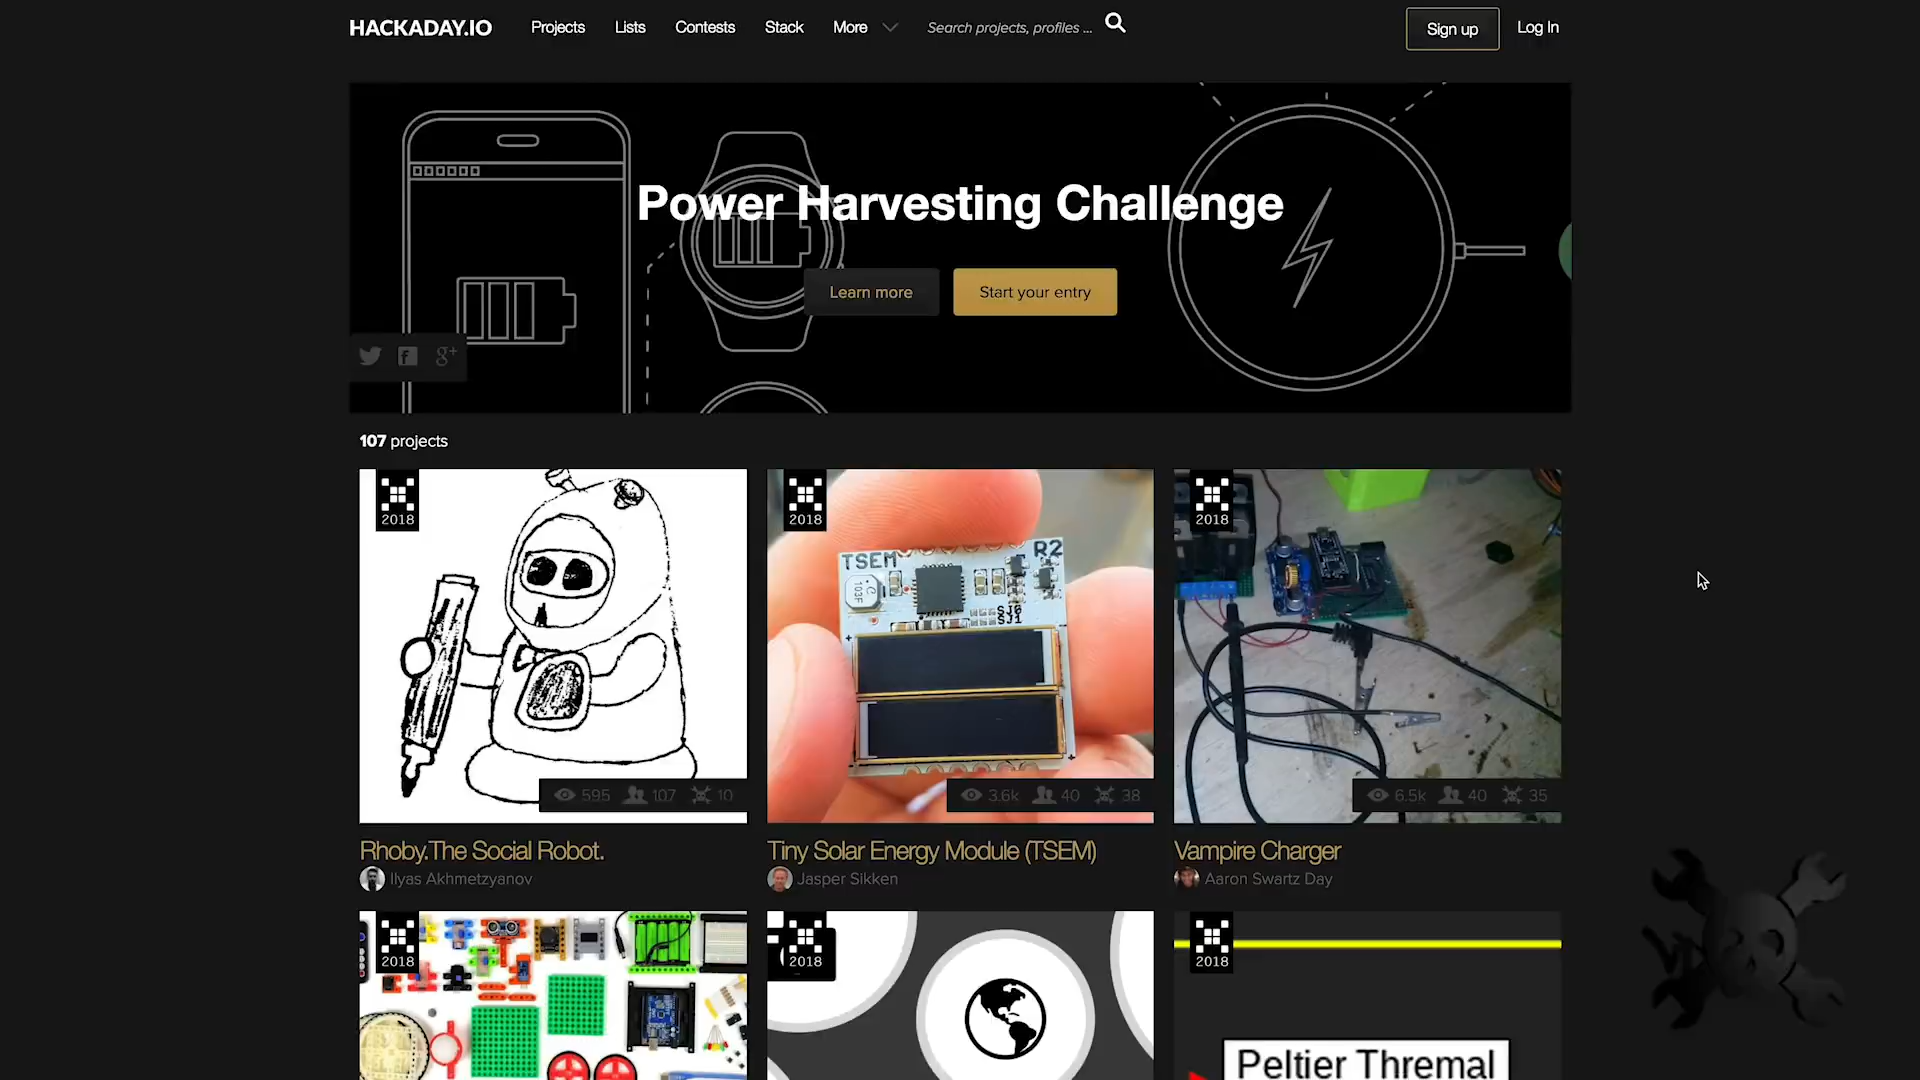 HACKADAY.IO Projects Lists Contests Stack More Search projects, profiles ... Sign up Log In
Power Harvesting Challenge
Learn more Start your entry
107 projects
2018 2018 2018
TSEM R2
103F
SJ0
SJ1
595 107 10 3.6k 40 38 6.5k 40 35
Rhoby.The Social Robot. Tiny Solar Energy Module (TSEM) Vampire Charger
Ilyas Akhmetzyanov Jasper Sikken Aaron Swartz Day
2018 2018 2018
Peltier Thremal